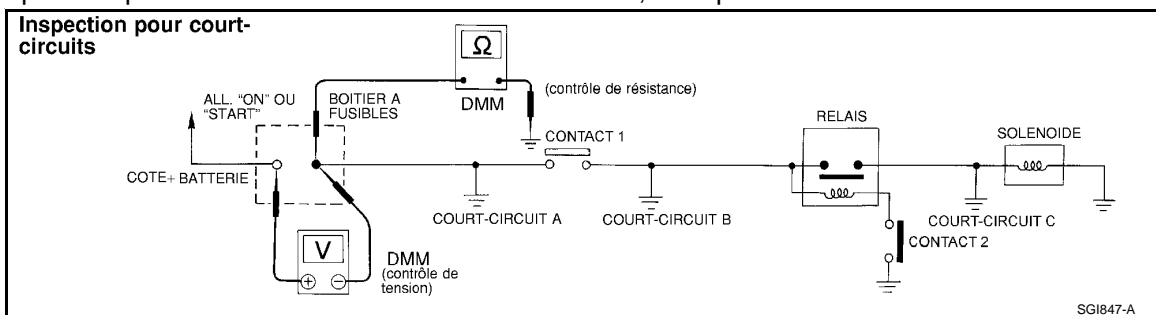 Inspection pour court-
circuits
Ω
DMM
(contrôle de résistance)
ALL. "ON" OU
"START"
BOITIER A
FUSIBLES
CONTACT 1
RELAIS
SOLENOIDE
COTE+ BATTERIE
COURT-CIRCUIT A
COURT-CIRCUIT B
COURT-CIRCUIT C
CONTACT 2
V
+ −
DMM
(contrôle de
tension)
SGI847-A